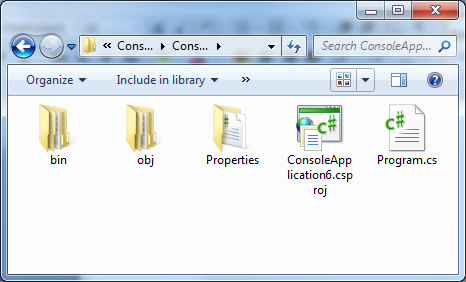 « Cons... ▸ Cons... ▸
Search ConsoleApp...
Organize ▾ Include in library ▾ »
bin
obj
Properties
ConsoleApp
lication6.csp
roj
Program.cs
C#
C#